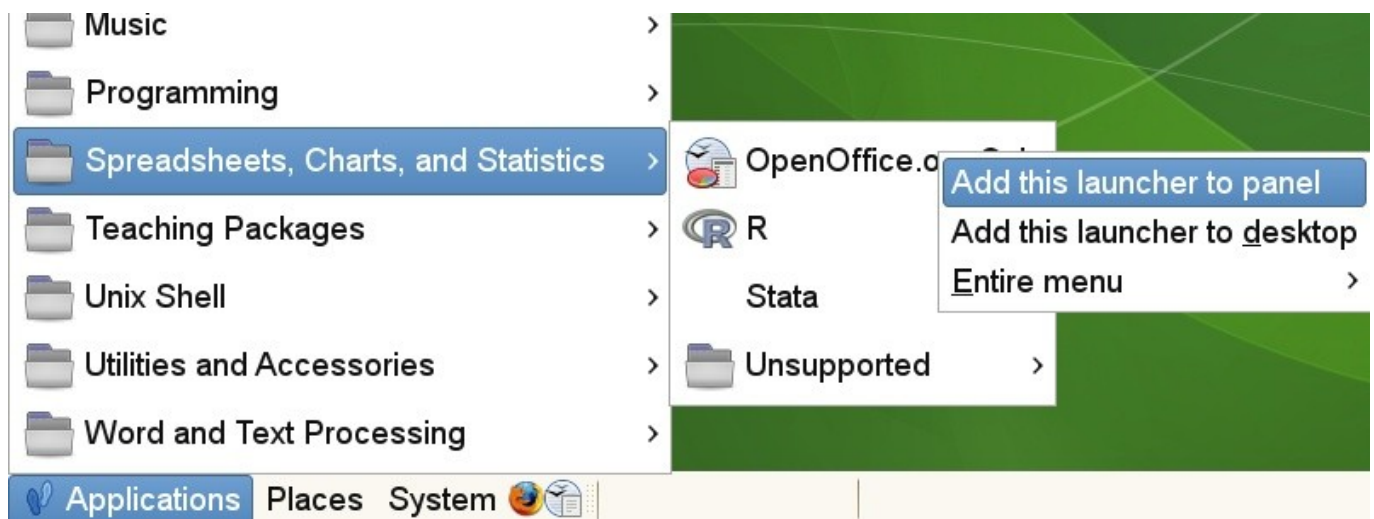 Music
Programming
Spreadsheets, Charts, and Statistics
Teaching Packages
Unix Shell
Utilities and Accessories
Word and Text Processing
OpenOffice.o
R
Stata
Unsupported
Add this launcher to panel
Add this launcher to desktop
Entire menu
Applications Places System